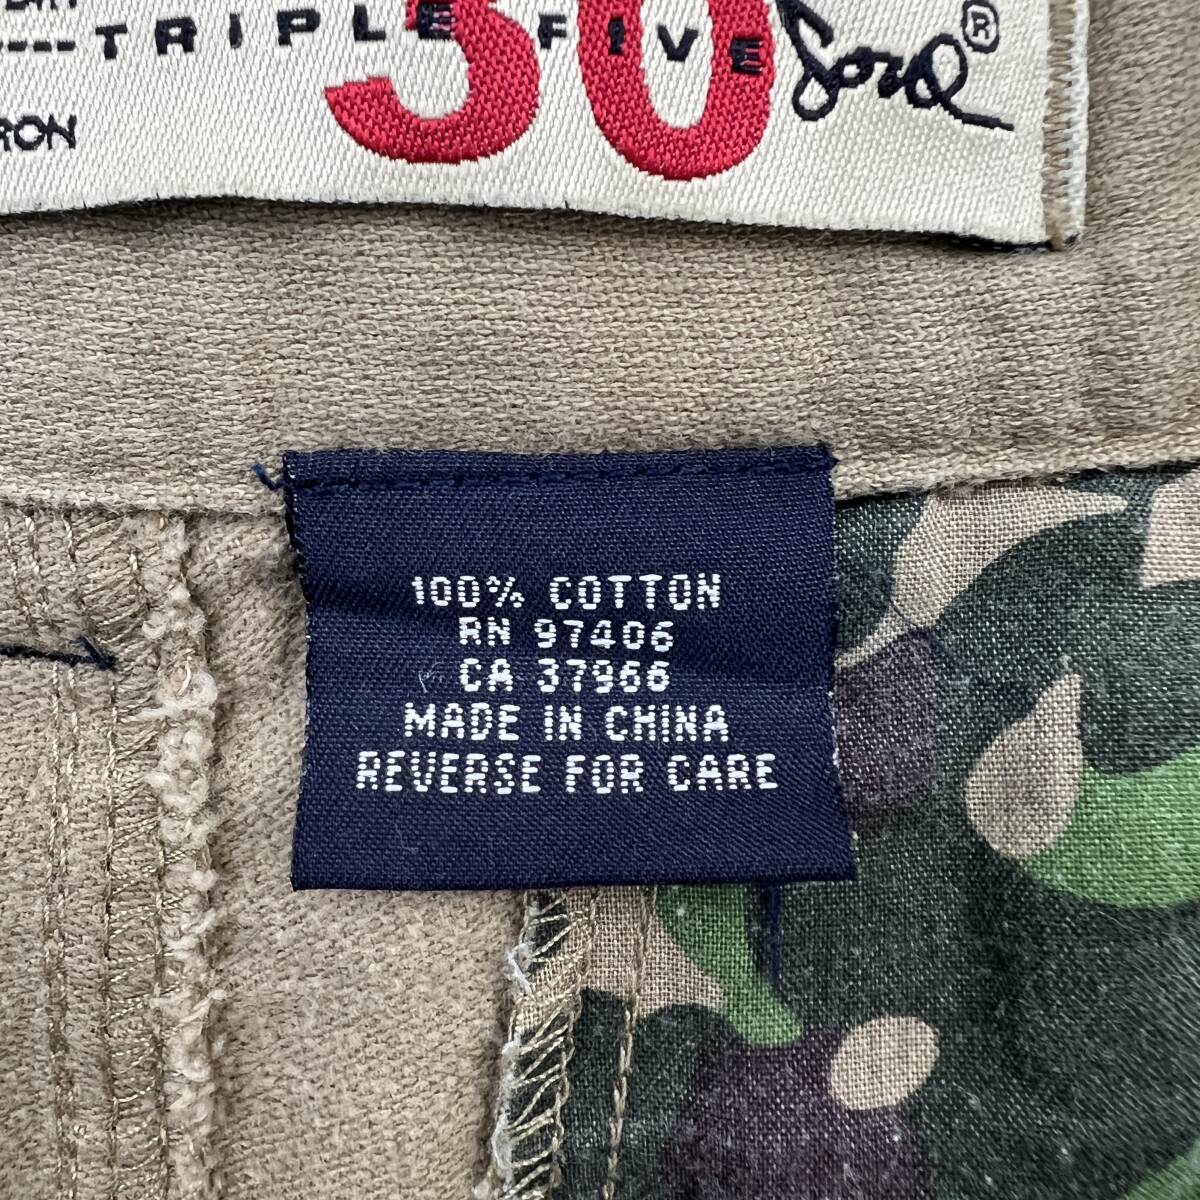 ---- TRIPLE FIVE Soul ®
30
RON
100% COTTON
RN 97406
CA 37966
MADE IN CHINA
REVERSE FOR CARE